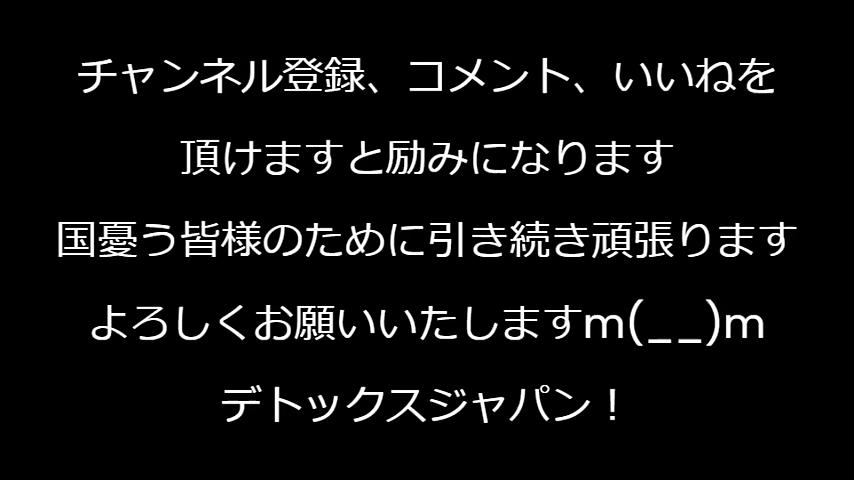 チャンネル登録、コメント、いいねを
頂けますと励みになります
国憂う皆様のために引き続き頑張ります
よろしくお願いいたしますm(__)m
デトックスジャパン！